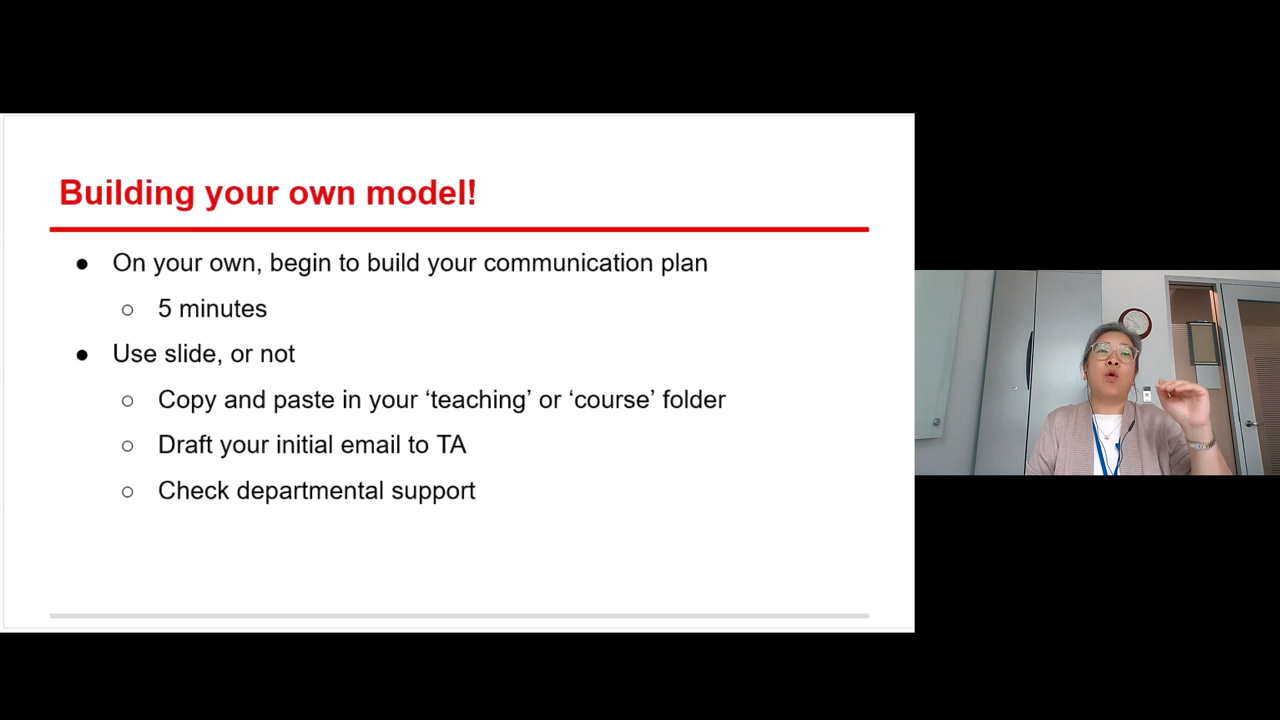 Building your own model!
● On your own, begin to build your communication plan
○ 5 minutes
● Use slide, or not
○ Copy and paste in your ‘teaching’ or ‘course’ folder
○ Draft your initial email to TA
○ Check departmental support